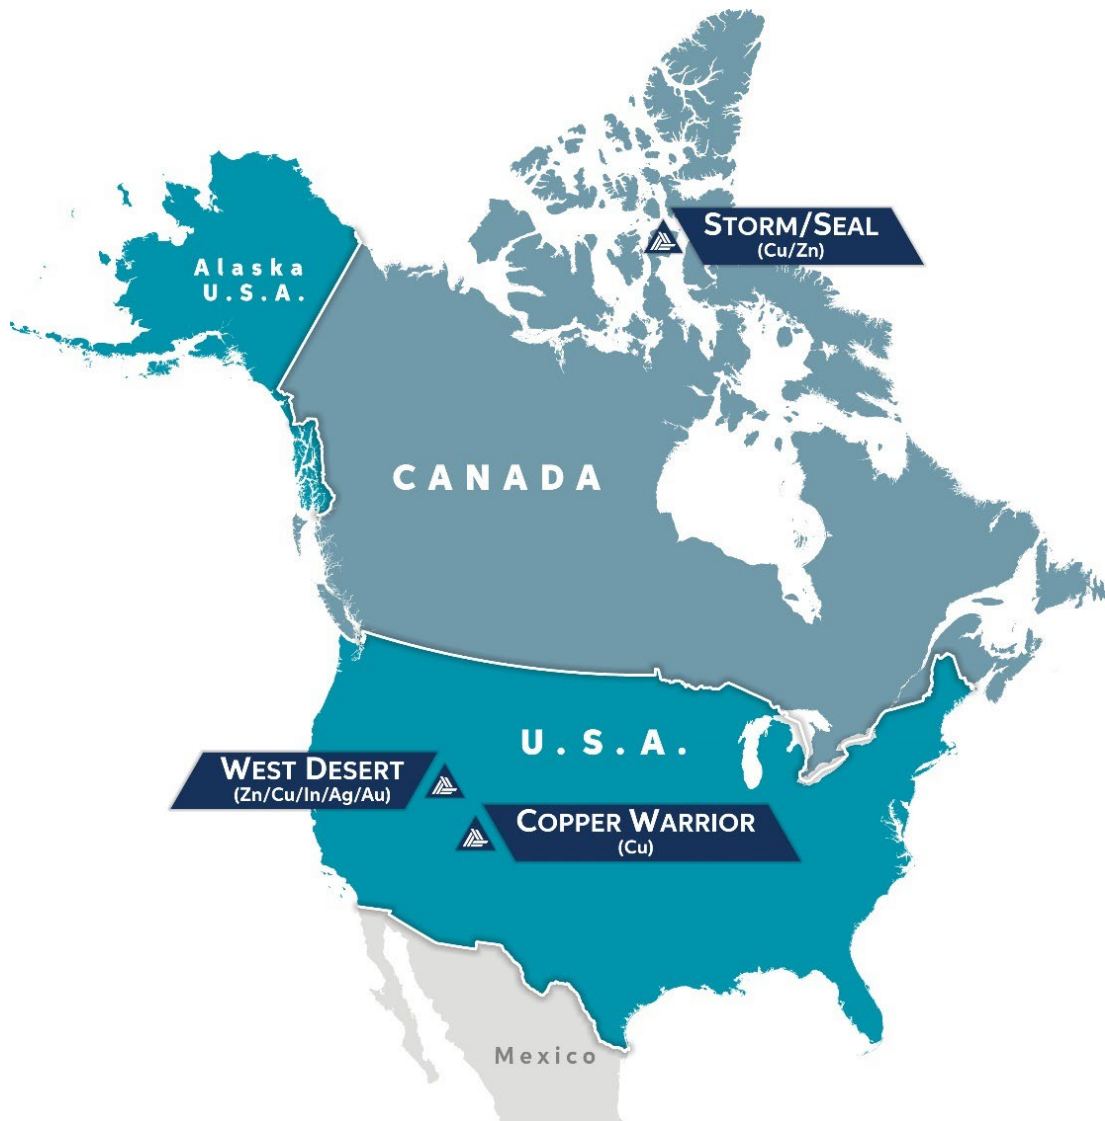 STORM/SEAL
(Cu/Zn)
Alaska
U.S.A.
CANADA
U.S.A.
WEST DESERT
(Zn/Cu/In/Ag/Au)
COPPER WARRIOR
(Cu)
Mexico